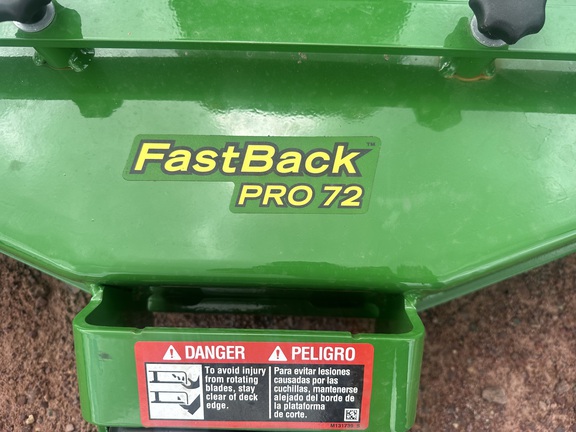 FastBack™
PRO 72
DANGER
PELIGRO
To avoid injury
from rotating
blades, stay
clear of deck
edge.
Para evitar lesiones
causadas por las
cuchillas, mantenerse
alejado del borde de
la plataforma
de corte.